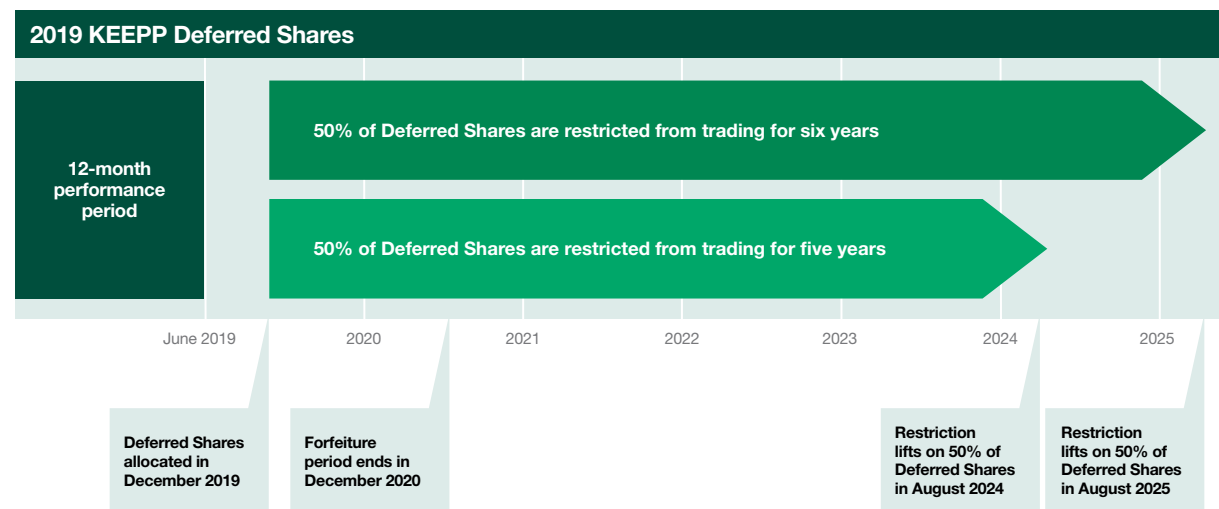 2019 KEEPP Deferred Shares
12-month
performance
period
50% of Deferred Shares are restricted from trading for six years
50% of Deferred Shares are restricted from trading for five years
June 2019
2020
2021
2022
2023
2024
2025
Deferred Shares
allocated in
December 2019
Forfeiture
period ends in
December 2020
Restriction
lifts on 50% of
Deferred Shares
in August 2024
Restriction
lifts on 50% of
Deferred Shares
in August 2025